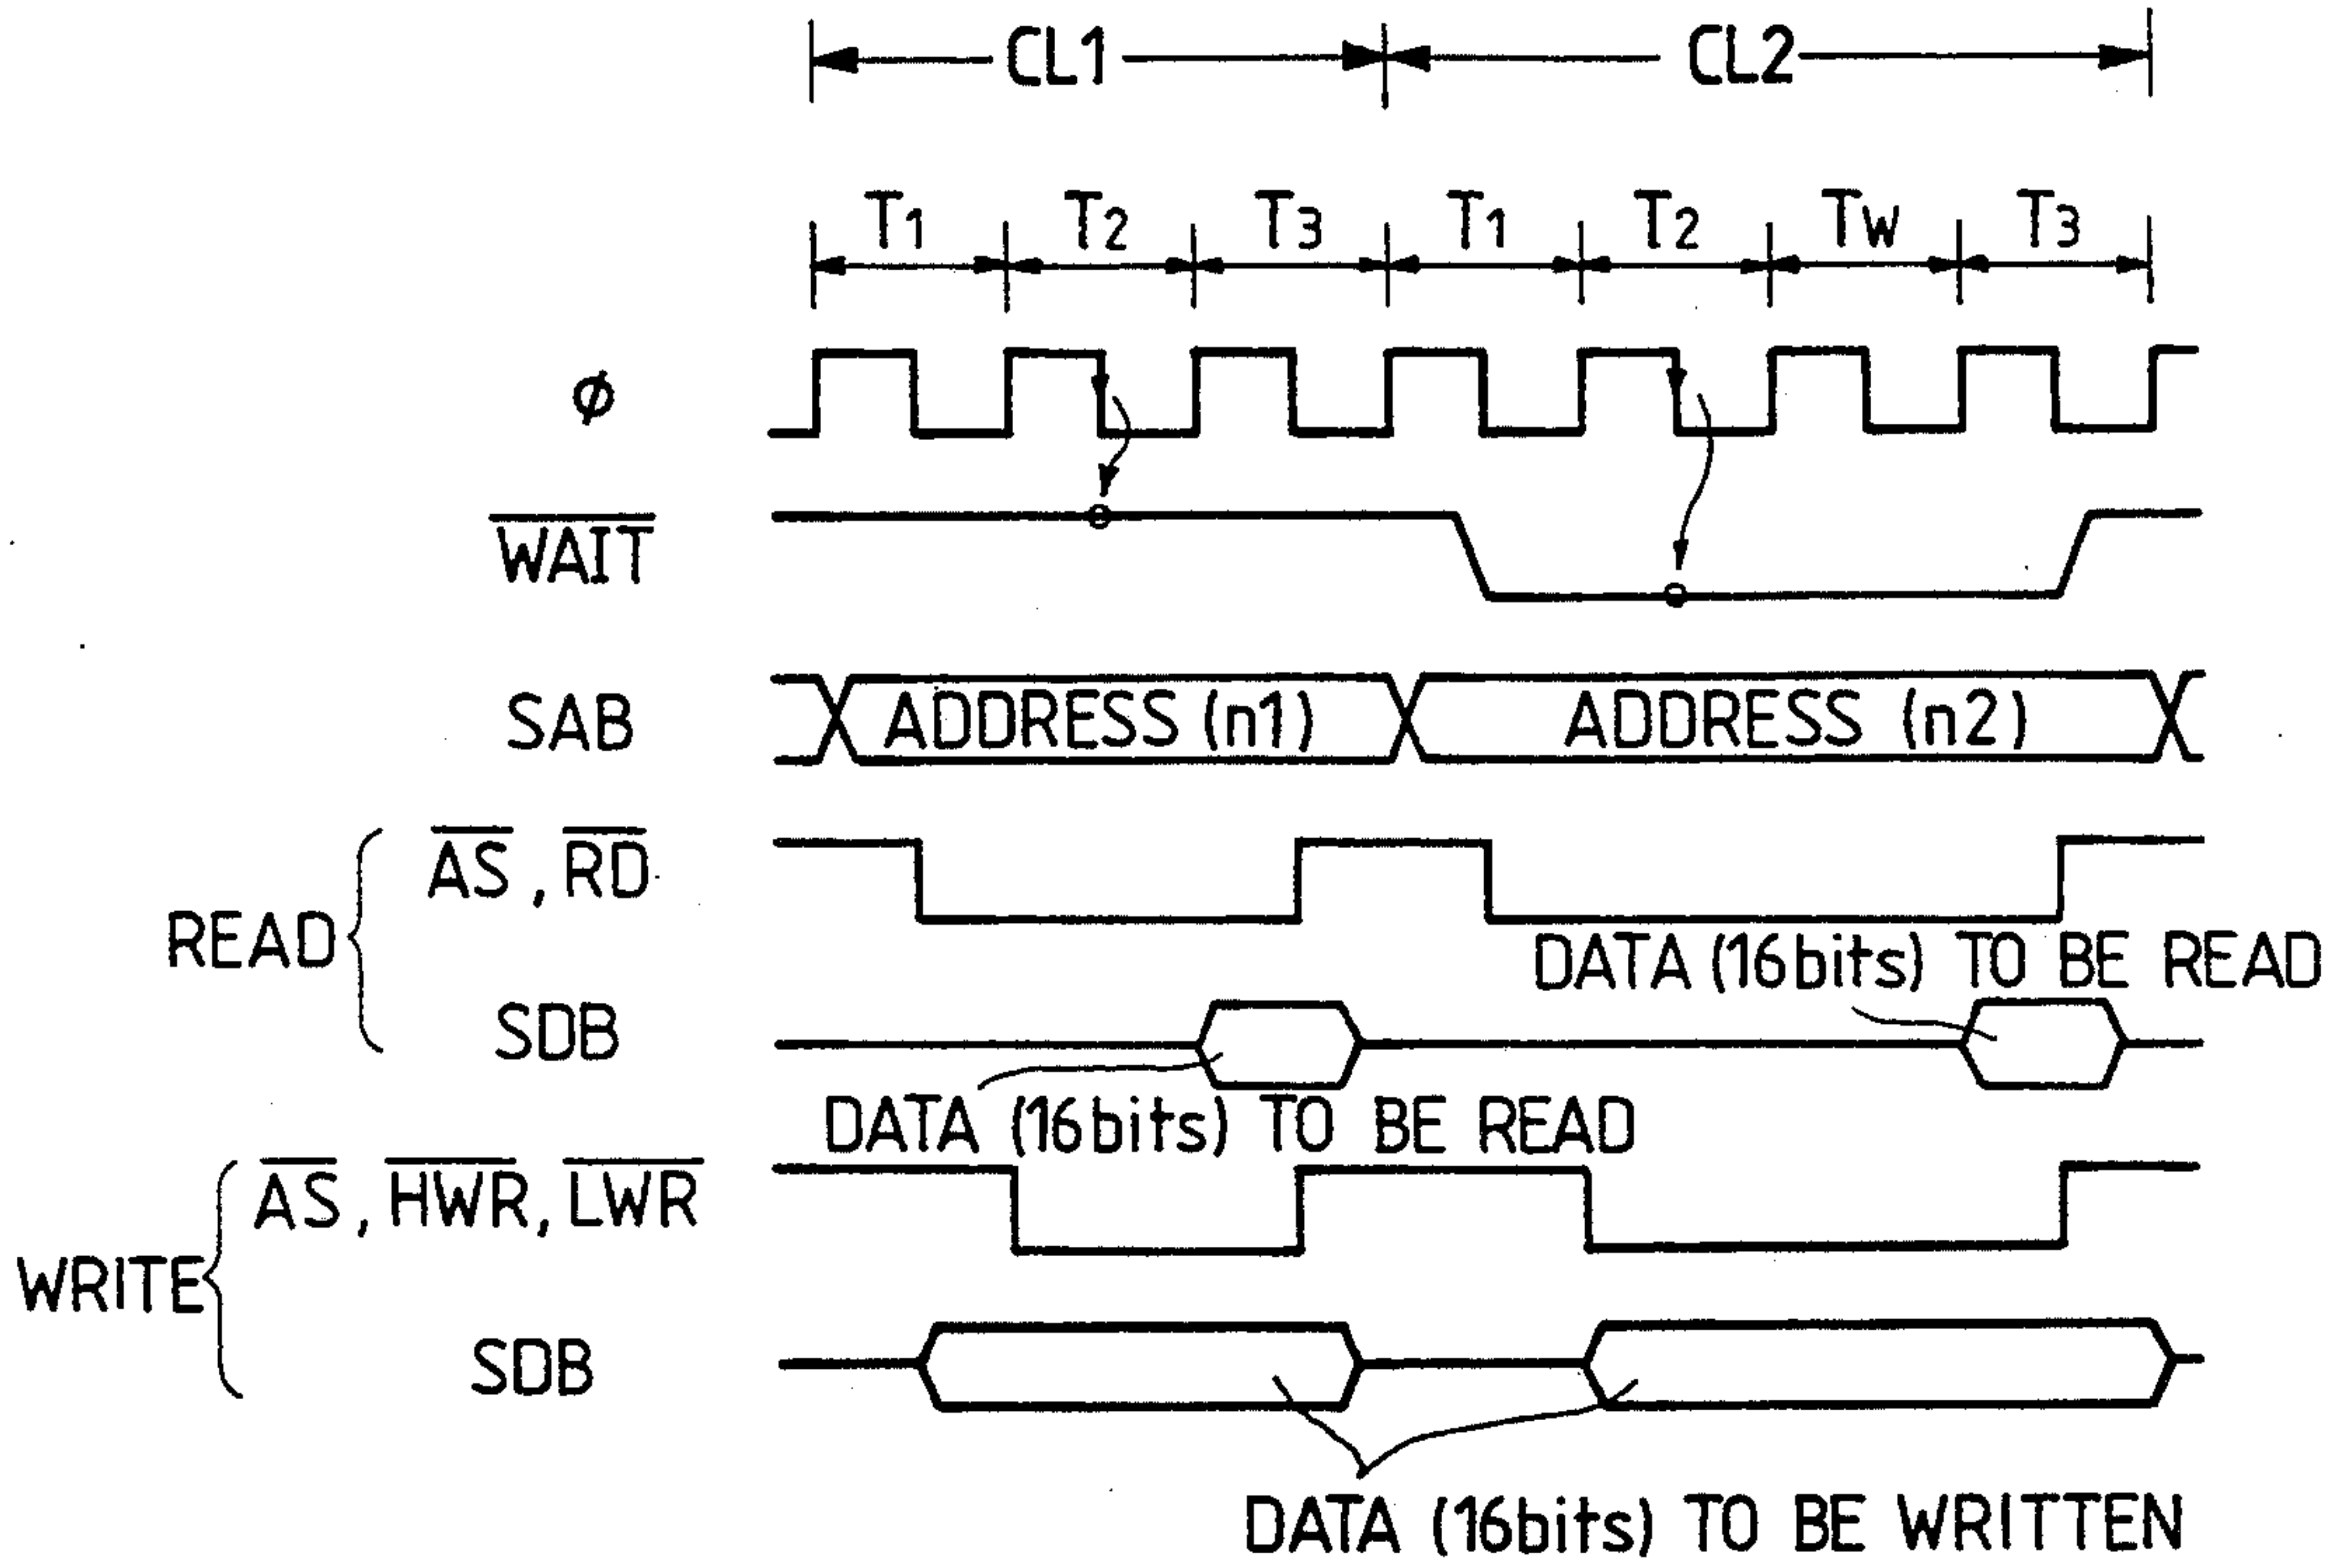 CL1 CL2
T1 T2 T3 T1 T2 TW T3
φ
WAIT
SAB ADDRESS (n1) ADDRESS (n2)
AS, RD
READ
DATA (16bits) TO BE READ
SDB
DATA (16bits) TO BE READ
AS, HWR, LWR
WRITE
SDB
DATA (16bits) TO BE WRITTEN